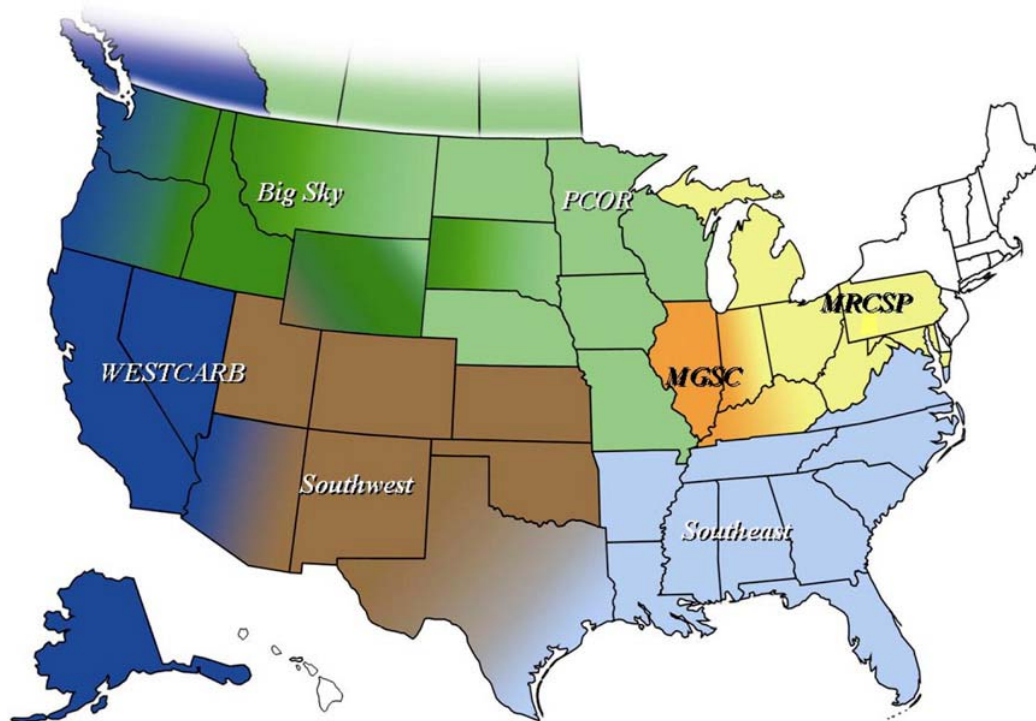 Big Sky
PCOR
MRCSP
WESTCARB
MGSC
Southwest
Southeast